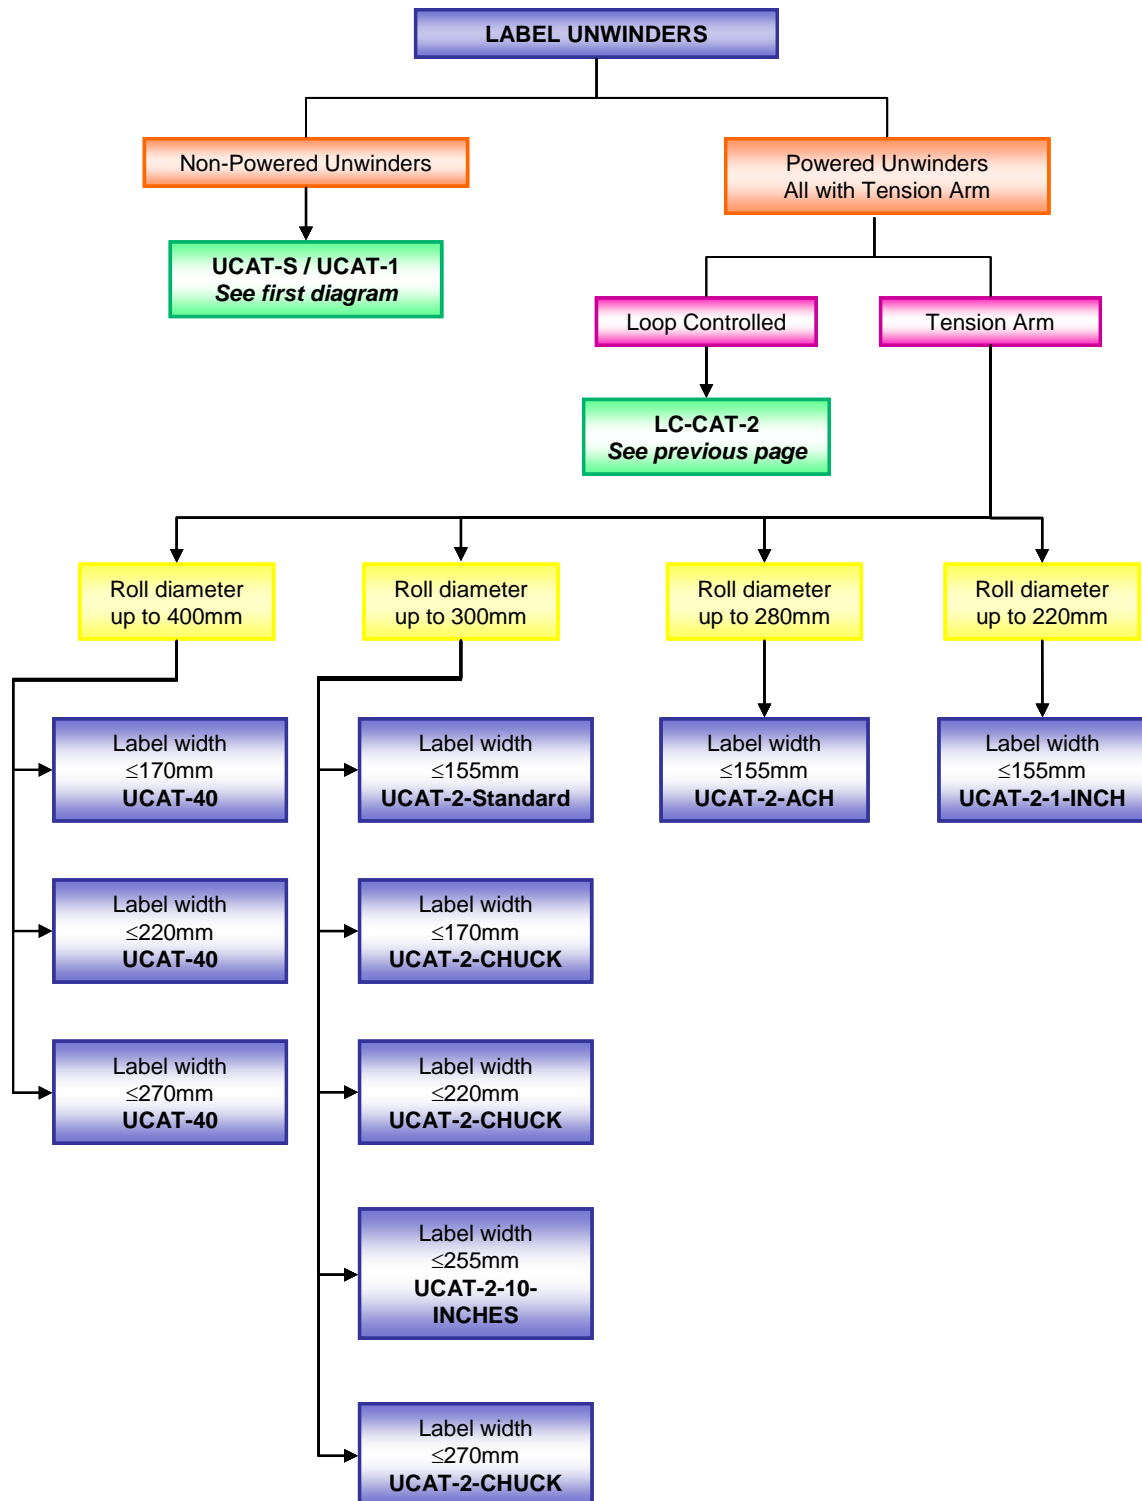 LABEL UNWINDERS
Non-Powered Unwinders
Powered Unwinders
All with Tension Arm
UCAT-S / UCAT-1
See first diagram
Loop Controlled
Tension Arm
LC-CAT-2
See previous page
Roll diameter
up to 400mm
Roll diameter
up to 300mm
Roll diameter
up to 280mm
Roll diameter
up to 220mm
Label width
≤170mm
UCAT-40
Label width
≤155mm
UCAT-2-Standard
Label width
≤155mm
UCAT-2-ACH
Label width
≤155mm
UCAT-2-1-INCH
Label width
≤220mm
UCAT-40
Label width
≤170mm
UCAT-2-CHUCK
Label width
≤270mm
UCAT-40
Label width
≤220mm
UCAT-2-CHUCK
Label width
≤255mm
UCAT-2-10-
INCHES
Label width
≤270mm
UCAT-2-CHUCK